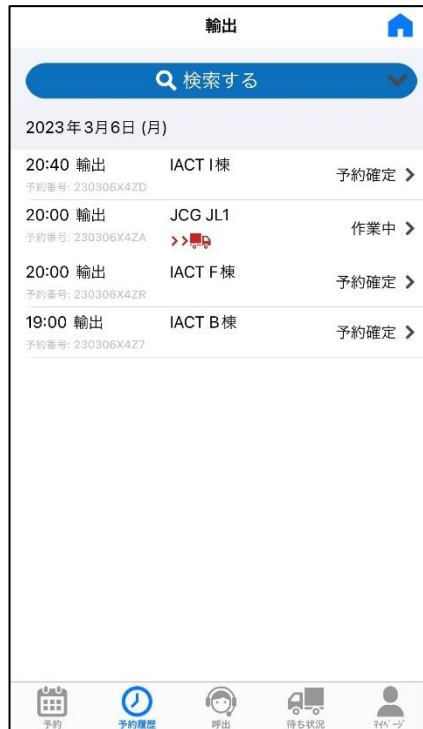 輸出
検索する
2023年3月6日 (月)
20:40 輸出 IACT I棟 予約確定
予約番号: 230306X4ZD
20:00 輸出 JCG JL1 作業中
予約番号: 230306X4ZA
20:00 輸出 IACT F棟 予約確定
予約番号: 230306X4ZR
19:00 輸出 IACT B棟 予約確定
予約番号: 230306X4Z7
予約 予約履歴 呼出 待ち状況 マイページ